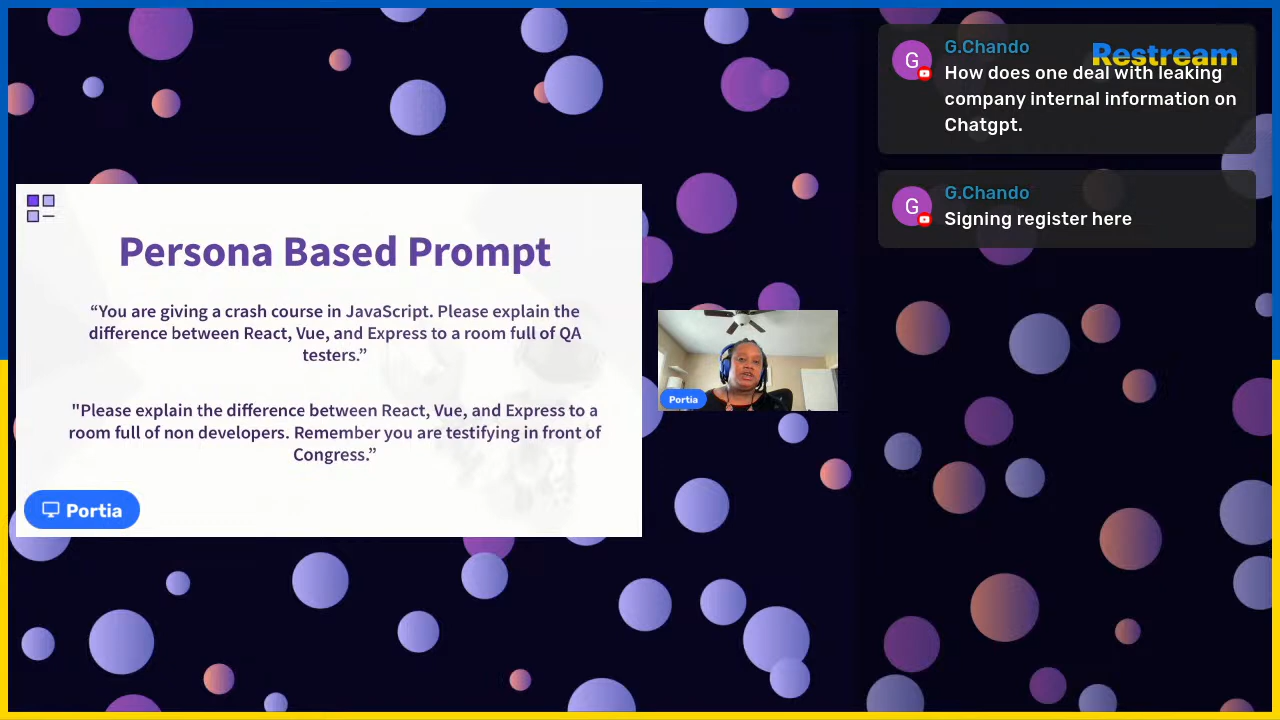 Persona Based Prompt
“You are giving a crash course in JavaScript. Please explain the
difference between React, Vue, and Express to a room full of QA
testers.”
"Please explain the difference between React, Vue, and Express to a
room full of non developers. Remember you are testifying in front of
Congress.”
Portia
Portia
Restream
G
G.Chando
How does one deal with leaking
company internal information on
Chatgpt.
G
G.Chando
Signing register here